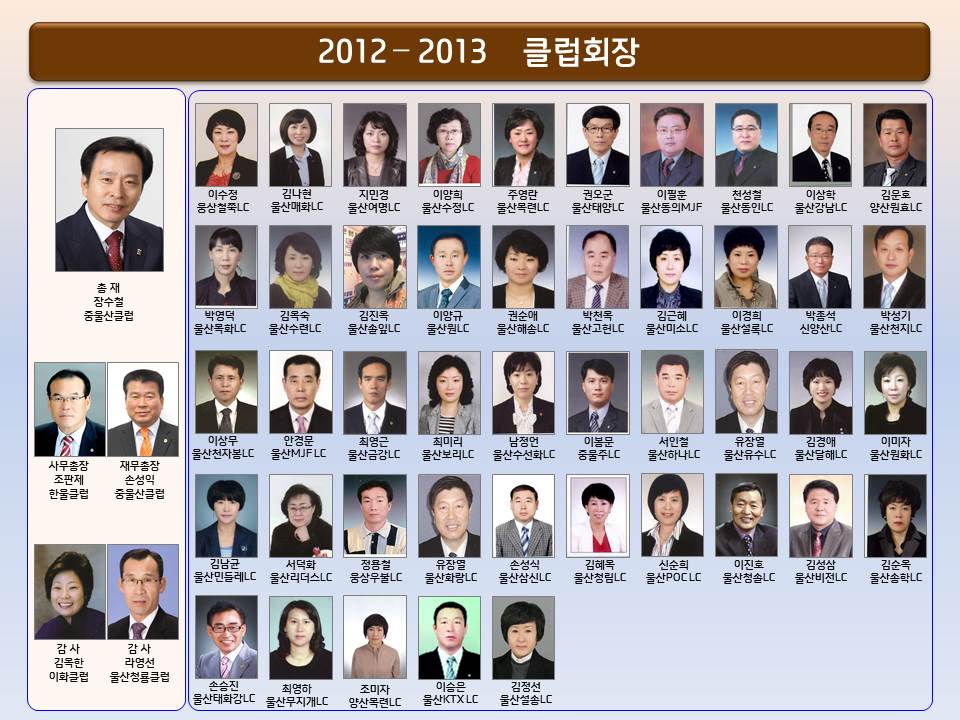 2012 – 2013 클럽회장
총 재
장수철
중울산클럽
사무총장
조판제
한울클럽
재무총장
손성익
중울산클럽
감 사
김옥한
이화클럽
감 사
라영선
울산청룡클럽
이수정
웅상철쭉LC
김나현
울산매화LC
지민경
울산여명LC
이양희
울산수정LC
주영란
울산목련LC
권오군
울산태양LC
이필훈
울산동의MJF
천성철
울산동인LC
이상학
울산강남LC
김문호
양산원효LC
박영덕
울산목화LC
김옥숙
울산수련LC
김진옥
울산솔잎LC
이양규
울산원LC
권순애
울산해송LC
박천목
울산고헌LC
김근혜
울산미소LC
이경희
울산설록LC
박종석
신양산LC
박성기
울산천지LC
이상무
울산천자봉LC
안경문
울산MJF LC
최영근
울산금강LC
최미리
울산보리LC
남정언
울산수선화LC
이봉문
중울주LC
서인철
울산하나LC
유장열
울산유수LC
김경애
울산달해LC
이미자
울산원화LC
김남균
울산민들레LC
서덕화
울산리더스LC
정용철
웅상우불LC
유장열
울산화랑LC
손성식
울산삼신LC
김혜옥
울산청림LC
신순희
울산POC LC
이진호
울산청송LC
김성삼
울산비전LC
김순옥
울산송학LC
손승진
울산태화강LC
최영하
울산무지개LC
조미자
양산목련LC
이승은
울산KTX LC
김정선
울산설송LC